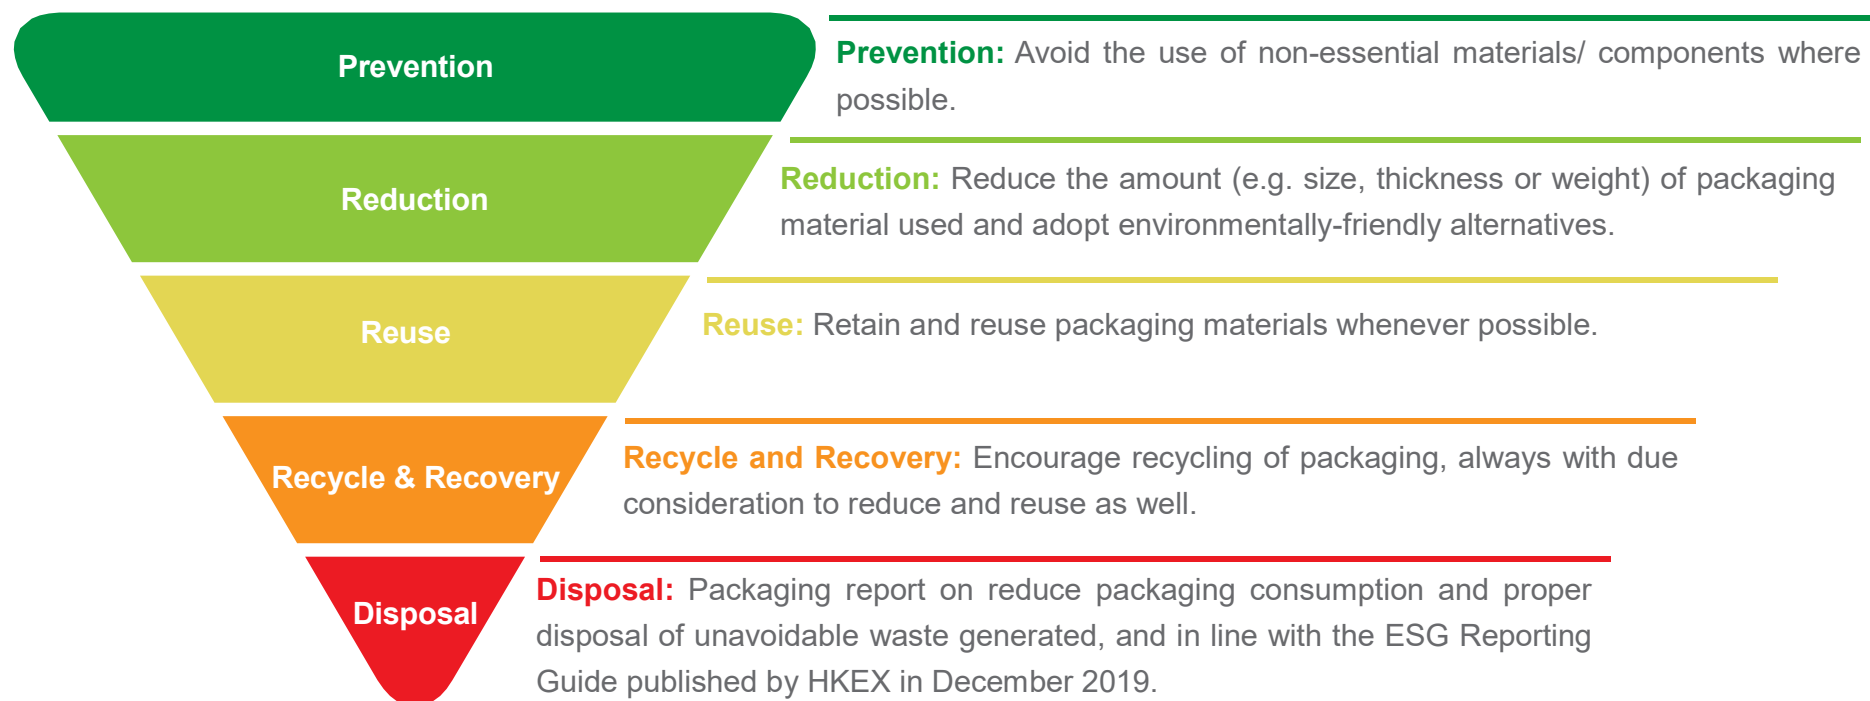 Prevention
Prevention: Avoid the use of non-essential materials/ components where
possible.
Reduction
Reduction: Reduce the amount (e.g. size, thickness or weight) of packaging
material used and adopt environmentally-friendly alternatives.
Reuse
Reuse: Retain and reuse packaging materials whenever possible.
Recycle & Recovery
Recycle and Recovery: Encourage recycling of packaging, always with due
consideration to reduce and reuse as well.
Disposal
Disposal: Packaging report on reduce packaging consumption and proper
disposal of unavoidable waste generated, and in line with the ESG Reporting
Guide published by HKEX in December 2019.